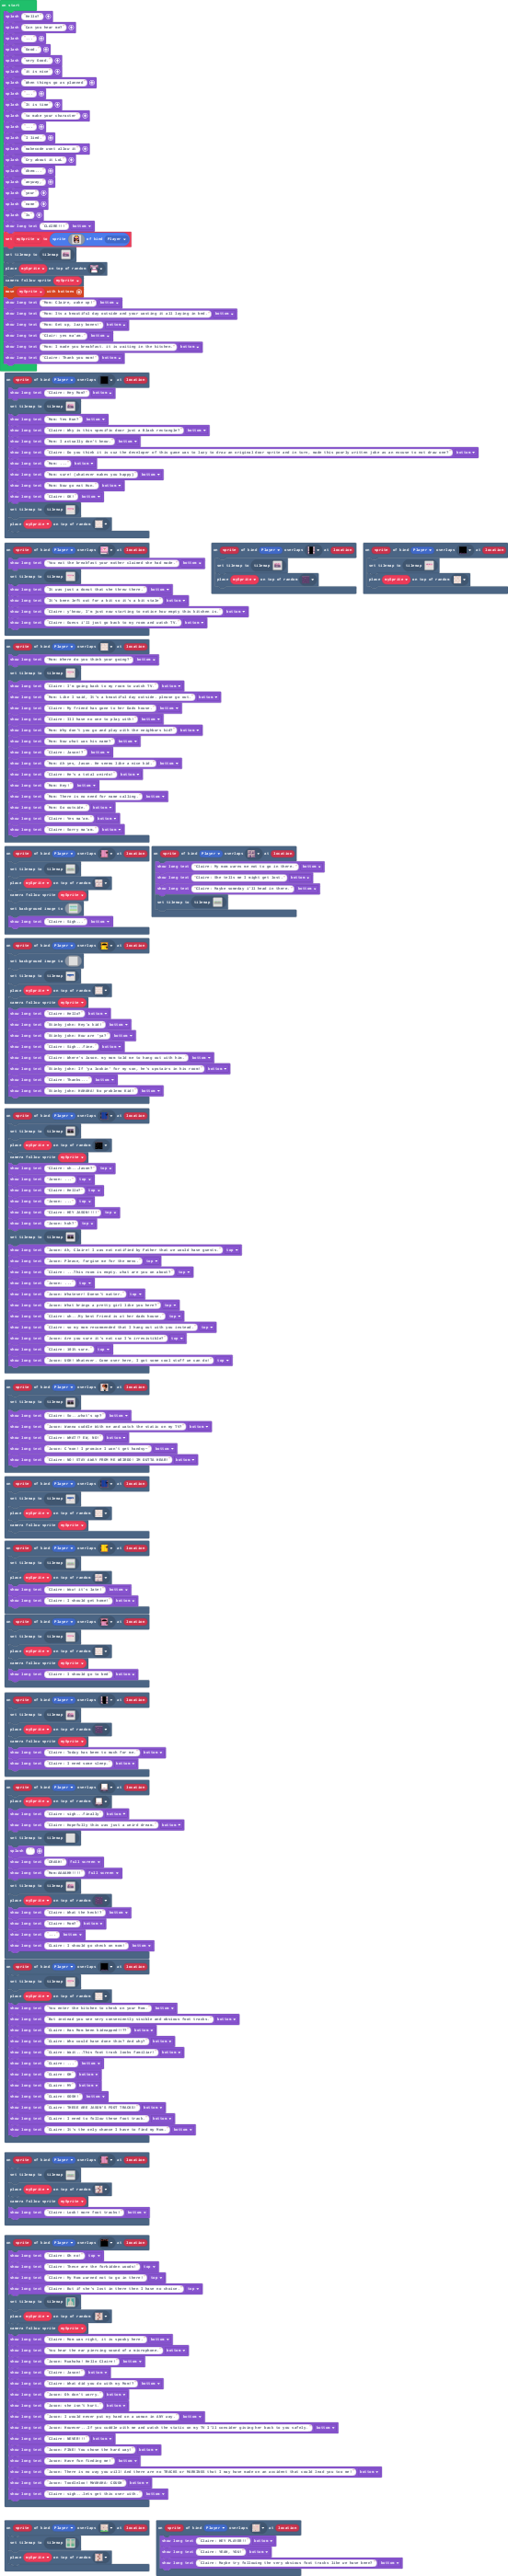 on start
splash Hello?
splash Can you hear me?
splash ...
splash Good.
splash Very Good.
splash It is nice
splash When things go as planned
splash ...
splash It is time
splash to make your character
splash ...
splash I lied.
splash makecode wont allow it
splash
splash
splash anyway,
splash your
splash name
splash is
show long text CLAIRE!!! bottom
set mySprite to sprite of kind Player
set tilemap to tilemap
place mySprite on top of random
camera follow sprite mySprite
move mySprite with buttons
show long text Mom: Claire, wake up! bottom
show long text Mom: Its a beautiful day outside and your wasting it all laying in bed. bottom
show long text Mom: Get up, lazy bones! bottom
show long text Clair: yes ma'am. bottom
show long text Mom: I made you breakfast, it is waiting in the kitchen. bottom
show long text Claire: Thank you mom! bottom
on sprite of kind Player overlaps at location
show long text Claire: Hey Mom? bottom
set tilemap to tilemap
show long text Mom: Yes hun? bottom
show long text Claire: Why is this specific door just a black rectangle? bottom
show long text Mom: I actually don't know. bottom
show long text Claire: Do you think it is cuz the developer of this game was to lazy to draw an original door sprite and in turn, made this poorly written joke as an excuse to not draw one? bottom
show long text Mom: ... bottom
show long text Mom: sure! (whatever makes you happy) bottom
show long text Mom: Now go eat Hun. bottom
show long text Claire: Ok! bottom
set tilemap to tilemap
place mySprite on top of random
on sprite of kind Player overlaps at location
show long text You eat the breakfast your mother claimed she had made. bottom
set tilemap to tilemap
show long text It was just a donut that she threw there. bottom
show long text It's been left out for a bit so it's a bit stale bottom
show long text Claire: y'know, I'm just now starting to notice how empty this kitchen is. bottom
show long text Claire: Guess i'll just go back to my room and watch TV. bottom
on sprite of kind Player overlaps at location
set tilemap to tilemap
place mySprite on top of random
on sprite of kind Player overlaps at location
set tilemap to tilemap
place mySprite on top of random
on sprite of kind Player overlaps at location
show long text Mom: Where do you think your going? bottom
set tilemap to tilemap
show long text Claire: I'm going back to my room to watch TV. bottom
show long text Mom: Like I said, It's a beautiful day outside, please go out. bottom
show long text Claire: My friend has gone to her Dads house. bottom
show long text Claire: Ill have no one to play with! bottom
show long text Mom: Why don't you go and play with the neighbors kid? bottom
show long text Mom: Now what was his name? bottom
show long text Claire: Jason!? bottom
show long text Mom: Ah yes, Jason. He seems like a nice kid. bottom
show long text Claire: He's a total weirdo! bottom
show long text Mom: Hey! bottom
show long text Mom: There is no need for name calling. bottom
show long text Mom: Go outside. bottom
show long text Claire: Yes ma'am. bottom
show long text Claire: Sorry ma'am. bottom
on sprite of kind Player overlaps at location
set tilemap to tilemap
place mySprite on top of random
camera follow sprite mySprite
set background image to
show long text Claire: Sigh... bottom
on sprite of kind Player overlaps at location
show long text Claire: My mom warns me not to go in there. bottom
show long text Claire: She tells me I might get lost. bottom
show long text Claire: Maybe someday i'll head in there. bottom
set tilemap to tilemap
on sprite of kind Player overlaps at location
set background image to
set tilemap to tilemap
place mySprite on top of random
camera follow sprite mySprite
show long text Claire: Hello? bottom
show long text Stinky john: Hey'a kid! bottom
show long text Stinky john: How are 'ya? bottom
show long text Claire: Sigh...Fine. bottom
show long text Claire: Where's Jason, my mom told me to hang out with him. bottom
show long text Stinky john: If 'ya lookin' for my son, he's upstairs in his room! bottom
show long text Claire: Thanks... bottom
show long text Stinky john: HAHAHA! No problemo kid! bottom
on sprite of kind Player overlaps at location
set tilemap to tilemap
place mySprite on top of random
camera follow sprite mySprite
show long text Claire: uh...Jason? top
show long text Jason: ... top
show long text Claire: Hello? top
show long text Jason: ... top
show long text Claire: HEY JASON!!!! top
show long text Jason: huh? top
set tilemap to tilemap
show long text Jason: Ah, Claire! I was not notified by Father that we would have guests. top
show long text Jason: Please, forgive me for the mess. top
show long text Claire: ...This room is empty, what are you on about? top
show long text Jason: ... top
show long text Jason: Whatever! Doesn't matter. top
show long text Jason: What brings a pretty girl like you here? top
show long text Claire: uh...My best friend is at her dads house. top
show long text Claire: so my mom recommended that I hang out with you instead. top
show long text Jason: Are you sure it's not cuz I'm irresistible? top
show long text Claire: 100% sure. top
show long text Jason: HEH! Whatever. Come over here, I got some cool stuff we can do! top
on sprite of kind Player overlaps at location
set tilemap to tilemap
show long text Claire: So...what's up? bottom
show long text Jason: Wanna cuddle with me and watch the static on my TV? bottom
show long text Claire: WHAT!? EW, NO! bottom
show long text Jason: C'mon! I promise I won't get handsy~ bottom
show long text Claire: NO! STAY AWAY FROM ME WEIRDO! IM OUTTA HERE! bottom
on sprite of kind Player overlaps at location
set tilemap to tilemap
place mySprite on top of random
camera follow sprite mySprite
on sprite of kind Player overlaps at location
set tilemap to tilemap
place mySprite on top of random
show long text Claire: Woa! it's late! bottom
show long text Claire: I should get home! bottom
on sprite of kind Player overlaps at location
set tilemap to tilemap
place mySprite on top of random
camera follow sprite mySprite
show long text Claire: I should go to bed bottom
on sprite of kind Player overlaps at location
set tilemap to tilemap
place mySprite on top of random
camera follow sprite mySprite
show long text Claire: Today has been to much for me. bottom
show long text Claire: I need some sleep. bottom
on sprite of kind Player overlaps at location
place mySprite on top of random
show long text Claire: sigh...Finally. bottom
show long text Claire: Hopefully this was just a weird dream. bottom
set tilemap to tilemap
splash
show long text CRASH! full screen
show long text Mom:CLAIRE!!!! full screen
set tilemap to tilemap
place mySprite on top of random
show long text Claire: What the heck!? bottom
show long text Claire: Mom? bottom
show long text ... bottom
show long text Claire: I should go check on mom! bottom
on sprite of kind Player overlaps at location
set tilemap to tilemap
place mySprite on top of random
show long text You enter the kitchen to check on your Mom. bottom
show long text But instead you see very conveniently visible and obvious foot tracks. bottom
show long text Claire: Has Mom been kidnapped!?? bottom
show long text Claire: Who would have done this? And why? bottom
show long text Claire: Wait...This foot track looks familiar! bottom
show long text Claire: ... bottom
show long text Claire: OH bottom
show long text Claire: MY bottom
show long text Claire: GOSH! bottom
show long text Claire: THESE ARE JASON'S FOOT TRACKS! bottom
show long text Claire: I need to follow these foot track. bottom
show long text Claire: It's the only chance I have to find my Mom. bottom
on sprite of kind Player overlaps at location
set tilemap to tilemap
place mySprite on top of random
camera follow sprite mySprite
show long text Claire: Look! more foot tracks! bottom
on sprite of kind Player overlaps at location
show long text Claire: Oh no! top
show long text Claire: These are the forbidden woods! top
show long text Claire: My Mom warned not to go in there! top
show long text Claire: But if she's lost in there then I have no choice. top
set tilemap to tilemap
place mySprite on top of random
camera follow sprite mySprite
show long text Claire: Mom was right, it is spooky here. bottom
show long text You hear the ear piercing sound of a microphone. bottom
show long text Jason: Muahaha! Hello Claire! bottom
show long text Claire: Jason! bottom
show long text Claire: What did you do with my Mom!? bottom
show long text Jason: Oh don't worry. bottom
show long text Jason: she isn't hurt. bottom
show long text Jason: I would never put my hand on a woman in ANY way. bottom
show long text Jason: However...If you cuddle with me and watch the static on my TV I'll consider giving her back to you safely. bottom
show long text Claire: NEVER!!! bottom
show long text Jason: FINE! You chose the hard way! bottom
show long text Jason: Have fun finding me! bottom
show long text Jason: There is no way you will! And there are no TRACKS or MARKINGS that I may have made on an accident that could lead you too me! bottom
show long text Jason: Toodleloo! MWAHAHA- COUGH bottom
show long text Claire: sigh...lets get this over with. bottom
on sprite of kind Player overlaps at location
set tilemap to tilemap
place mySprite on top of random
on sprite of kind Player overlaps at location
show long text Claire: HEY PLAYER!! bottom
show long text Claire: YEAH, YOU! bottom
show long text Claire: Maybe try following the very obvious foot tracks like we have been? bottom